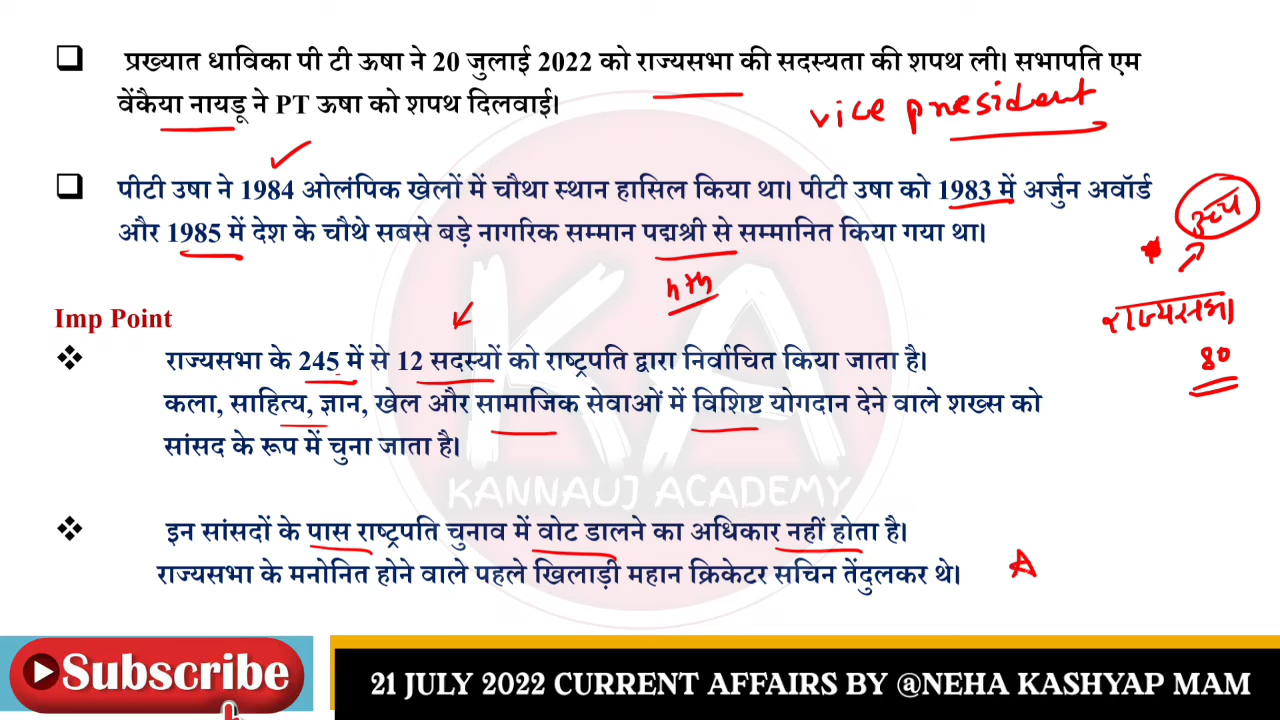 प्रख्यात धाविका पी टी ऊषा ने 20 जुलाई 2022 को राज्यसभा की सदस्यता की शपथ ली। सभापति एम
वेंकैया नायडू ने PT ऊषा को शपथ दिलवाई।
vice president
पीटी उषा ने 1984 ओलंपिक खेलों में चौथा स्थान हासिल किया था। पीटी उषा को 1983 में अर्जुन अवॉर्ड
और 1985 में देश के चौथे सबसे बड़े नागरिक सम्मान पद्मश्री से सम्मानित किया गया था।
उच्च
राज्यसभा
80
Imp Point
राज्यसभा के 245 में से 12 सदस्यों को राष्ट्रपति द्वारा निर्वाचित किया जाता है।
कला, साहित्य, ज्ञान, खेल और सामाजिक सेवाओं में विशिष्ट योगदान देने वाले शख्स को
सांसद के रूप में चुना जाता है।
KANNAUJ ACADEMY
इन सांसदों के पास राष्ट्रपति चुनाव में वोट डालने का अधिकार नहीं होता है।
राज्यसभा के मनोनित होने वाले पहले खिलाड़ी महान क्रिकेटर सचिन तेंदुलकर थे।
Subscribe
21 JULY 2022 CURRENT AFFAIRS BY @NEHA KASHYAP MAM